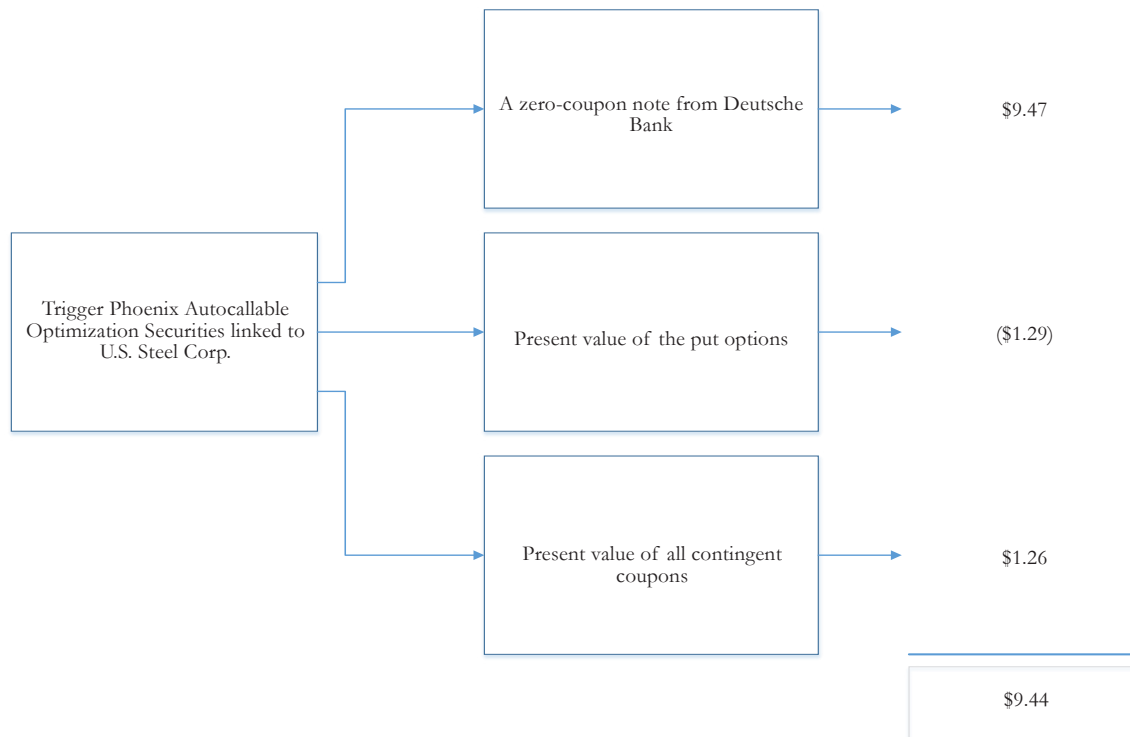 A zero-coupon note from Deutsche
Bank
$9.47
Trigger Phoenix Autocallable
Optimization Securities linked to
U.S. Steel Corp.
Present value of the put options
($1.29)
Present value of all contingent
coupons
$1.26
$9.44